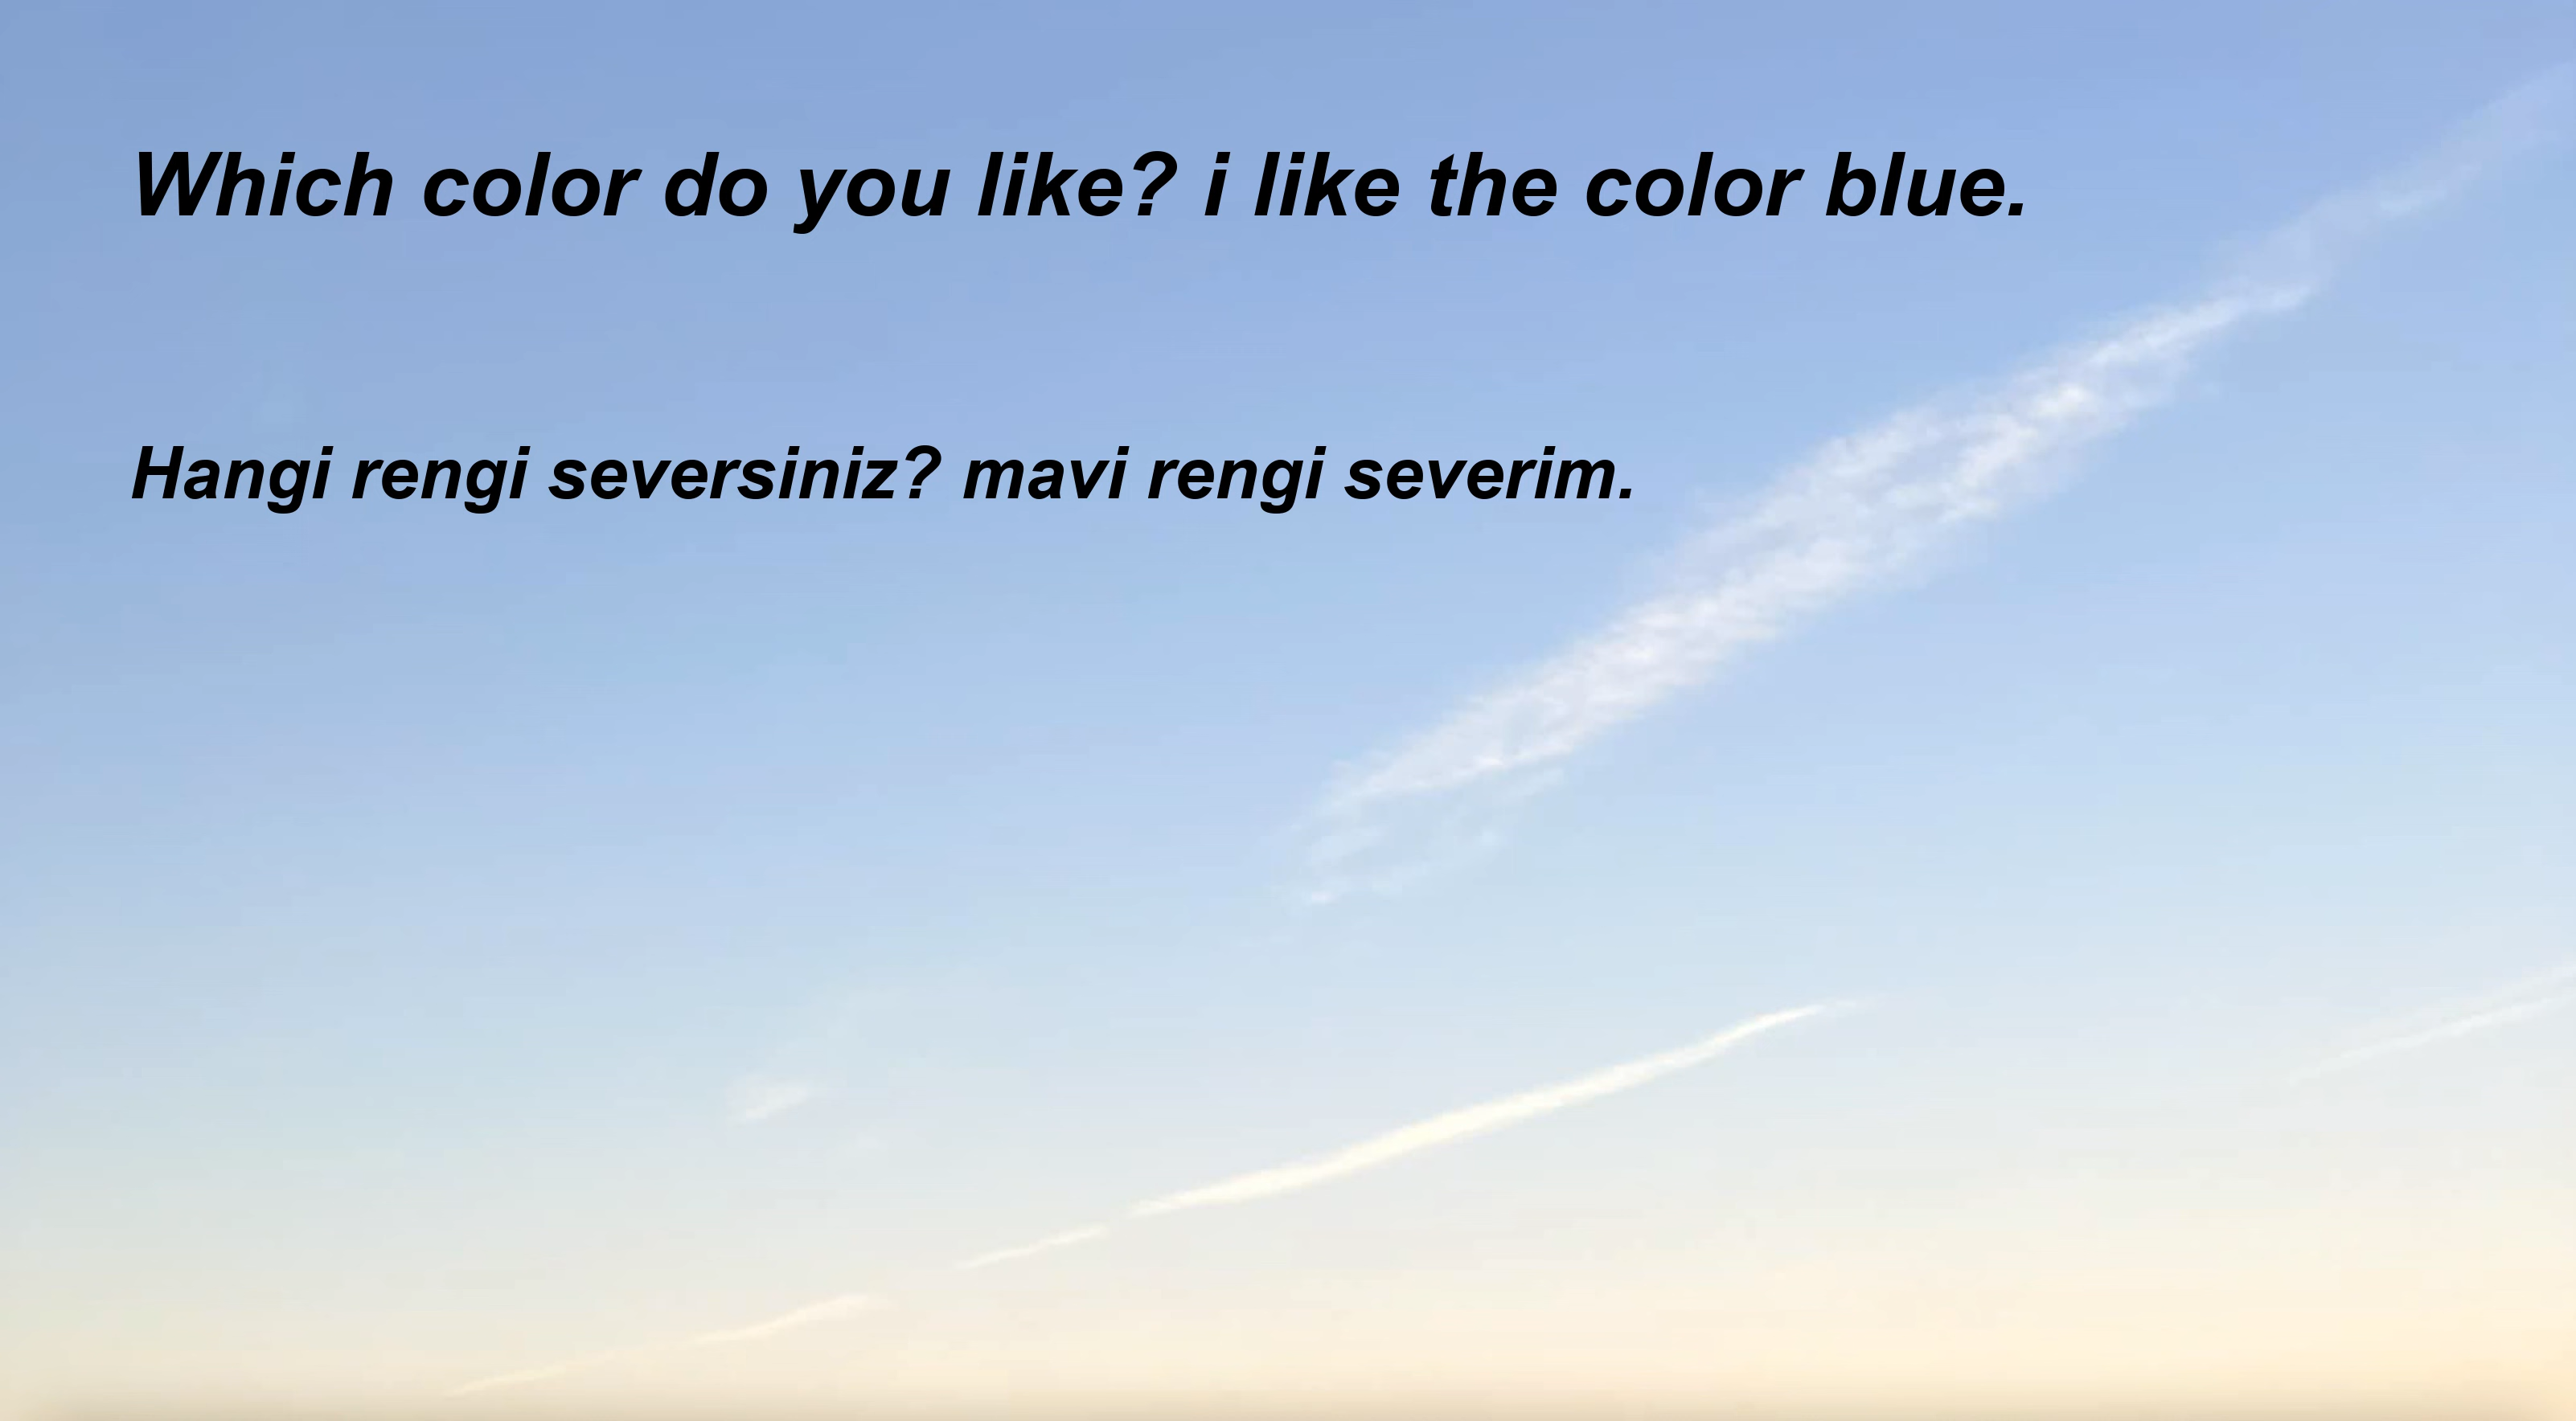 Which color do you like? i like the color blue.
Hangi rengi seversiniz? mavi rengi severim.